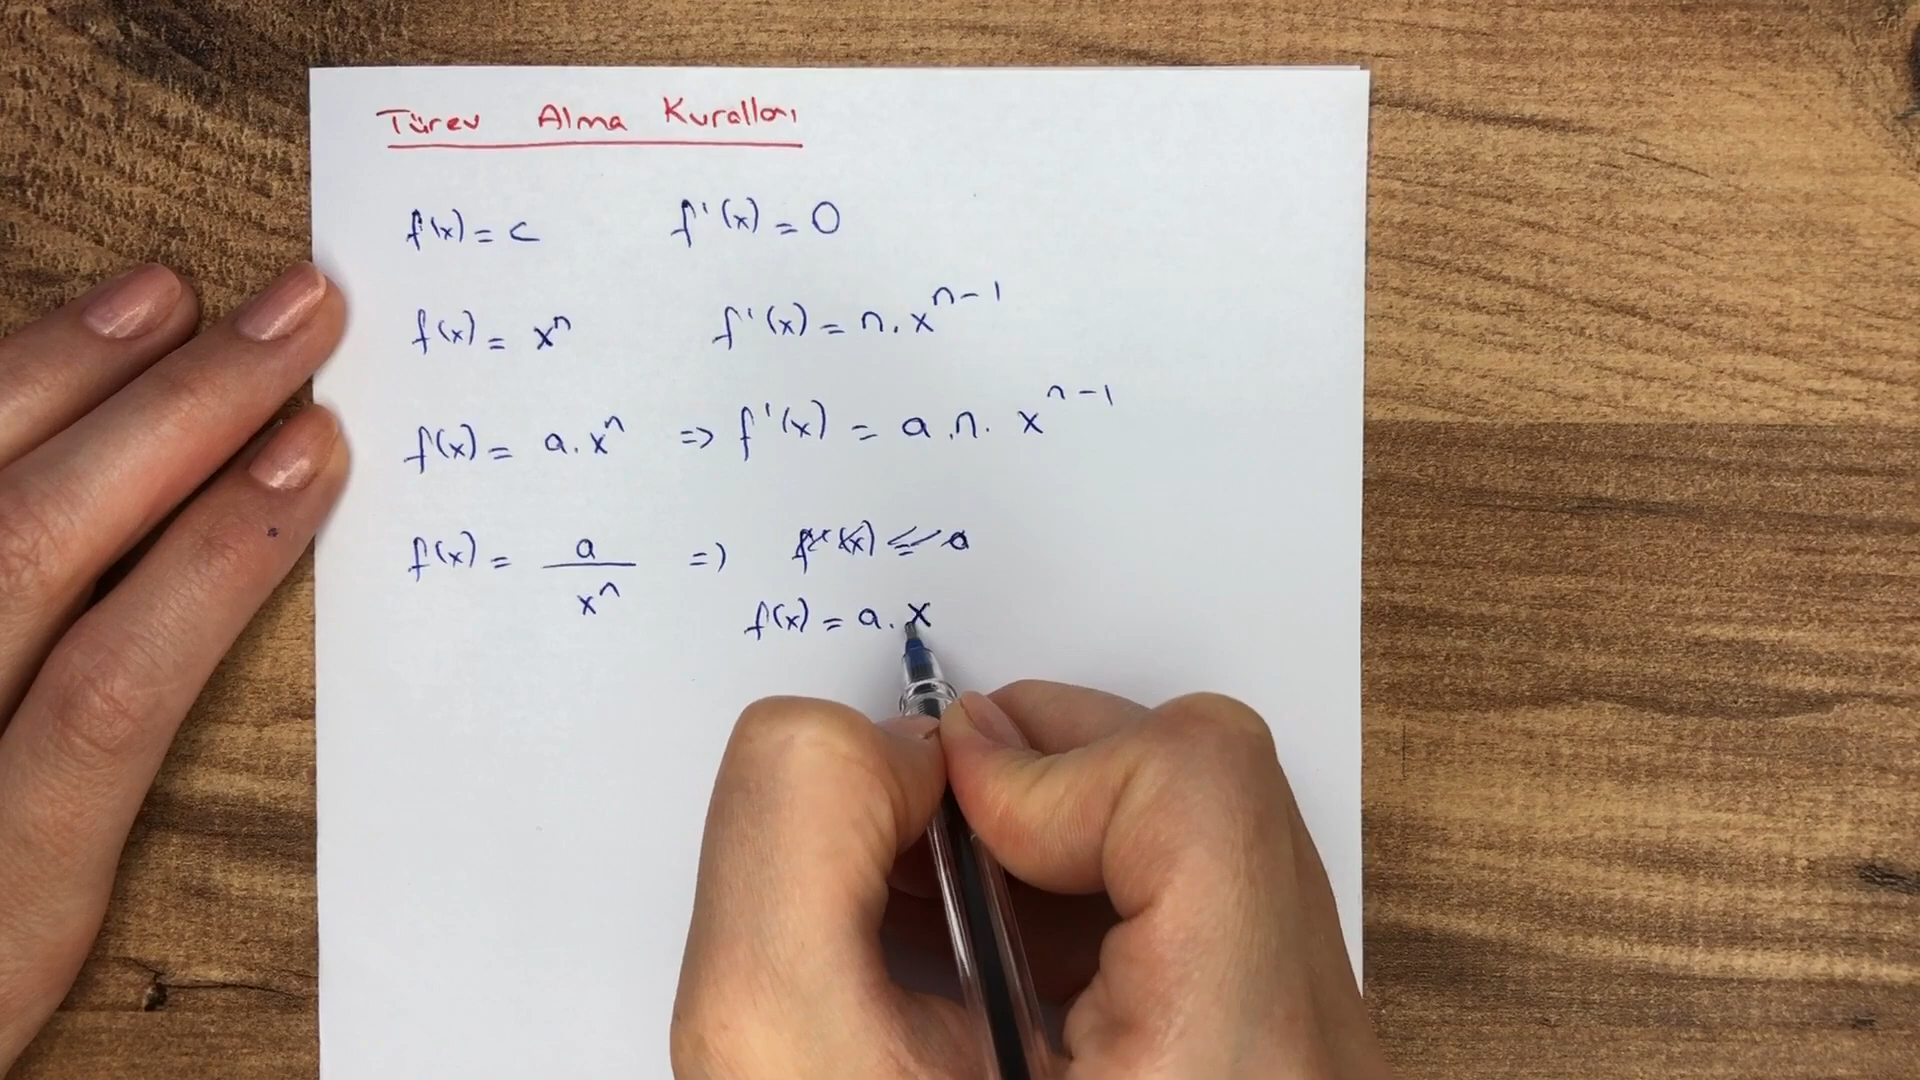 Türev Alma Kuralları
f(x) = c f'(x) = 0
f(x) = xⁿ f'(x) = n.xⁿ⁻¹
f(x) = a.xⁿ => f'(x) = a.n.xⁿ⁻¹
f(x) = a/xⁿ => f'(x) = a
f(x) = a.x